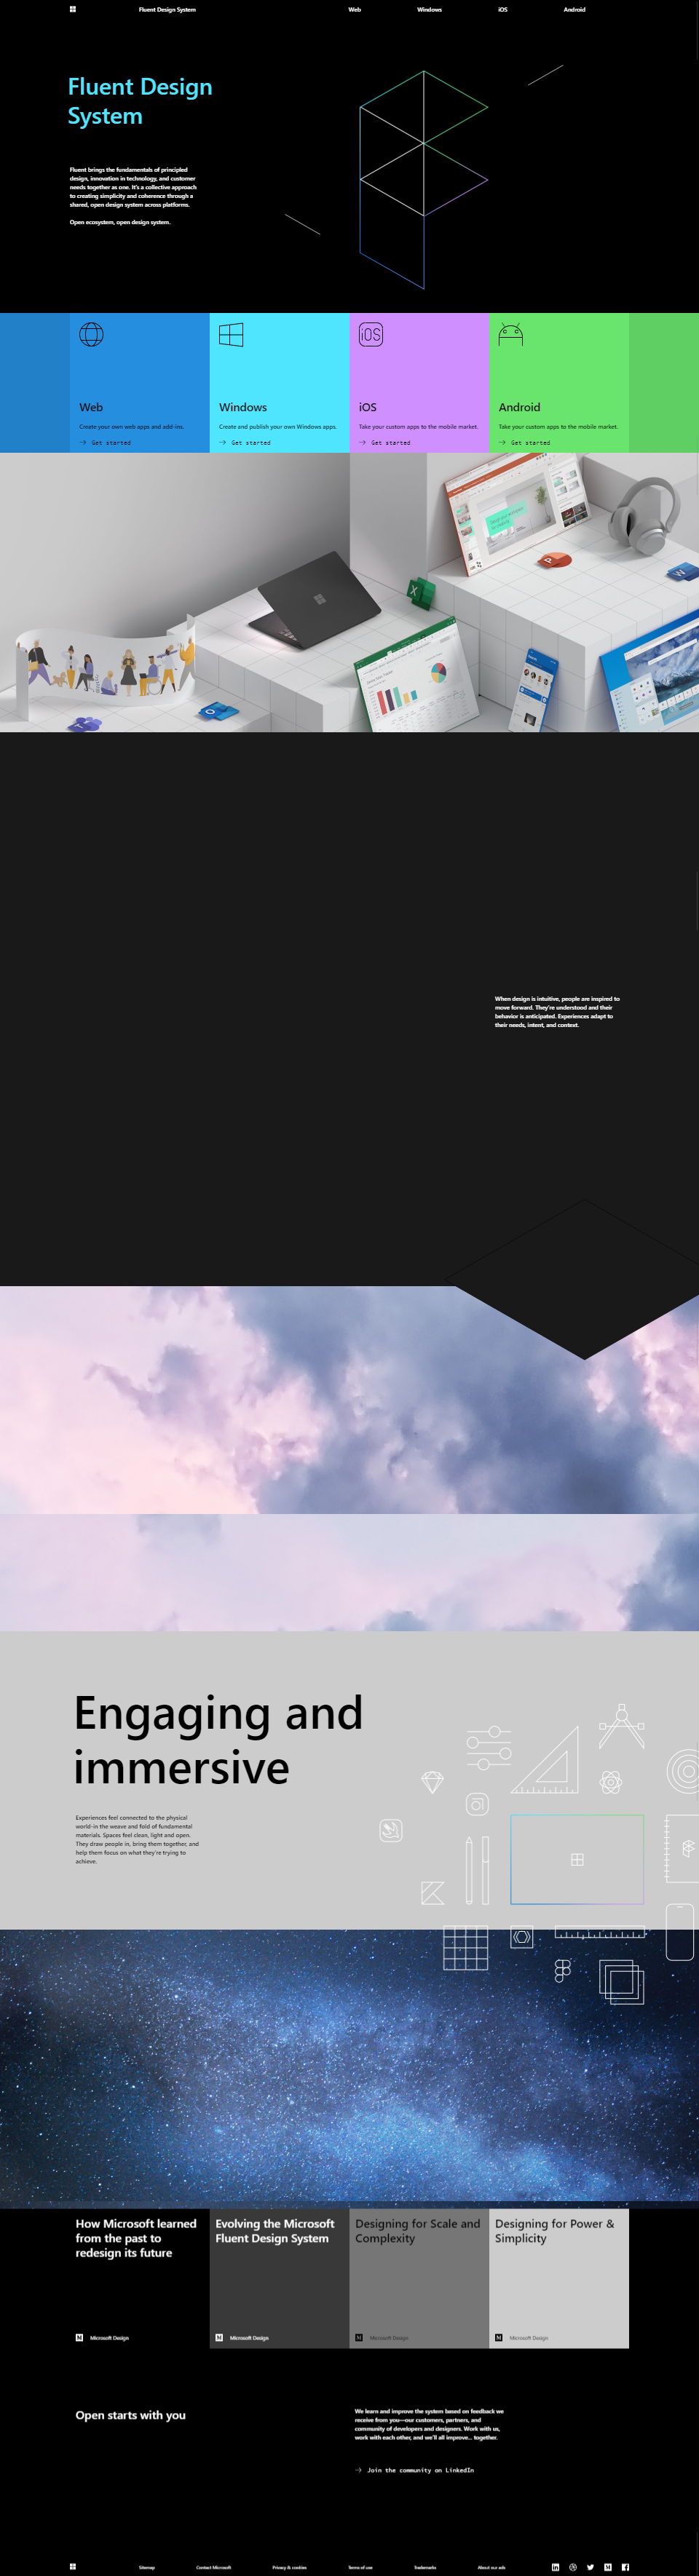 Fluent Design System
Web
Windows
iOS
Android
Fluent Design
System
Fluent brings the fundamentals of principled
design, innovation in technology, and customer
needs together as one. It's a collective approach
to creating simplicity and coherence through a
shared, open design system across platforms.
Open ecosystem, open design system.
iOS
Web
Create your own web apps and add-ins.
Get started
Windows
Create and publish your own Windows apps.
Get started
iOS
Take your custom apps to the mobile market.
Get started
Android
Take your custom apps to the mobile market.
Get started
When design is intuitive, people are inspired to
move forward. They're understood and their
behavior is anticipated. Experiences adapt to
their needs, intent, and context.
Engaging and
immersive
Experiences feel connected to the physical
world-in the weave and fold of fundamental
materials. Spaces feel clean, light and open.
They draw people in, bring them together, and
help them focus on what they're trying to
achieve.
How Microsoft learned
from the past to
redesign its future
Microsoft Design
Evolving the Microsoft
Fluent Design System
Microsoft Design
Designing for Scale and
Complexity
Microsoft Design
Designing for Power &
Simplicity
Microsoft Design
Open starts with you
We learn and improve the system based on feedback we
receive from you—our customers, partners, and
community of developers and designers. Work with us,
work with each other, and we'll all improve... together.
Join the community on LinkedIn
Sitemap
Contact Microsoft
Privacy & cookies
Terms of use
Trademarks
About our ads